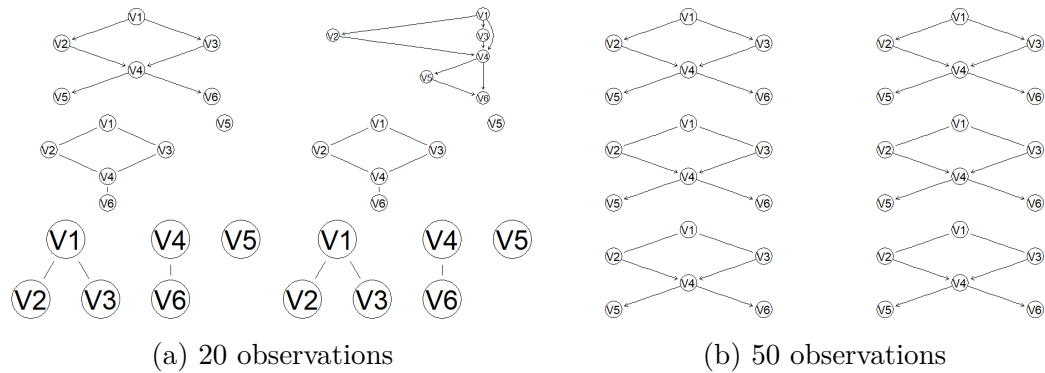 V1 V1 V1 V1
V2 V3 V2 V3 V2 V3 V2 V3
V4 V4 V4 V4
V5 V6 V5 V6 V5 V6 V5 V6
V5 V5
V1 V1 V1 V1
V2 V3 V2 V3 V2 V3 V2 V3
V4 V4 V4 V4
V6 V6 V5 V6 V5 V6
V1 V4 V5 V1 V4 V5 V1 V1
V2 V3 V6 V2 V3 V6 V2 V3 V2 V3
V4 V4
V5 V6 V5 V6
(a) 20 observations (b) 50 observations